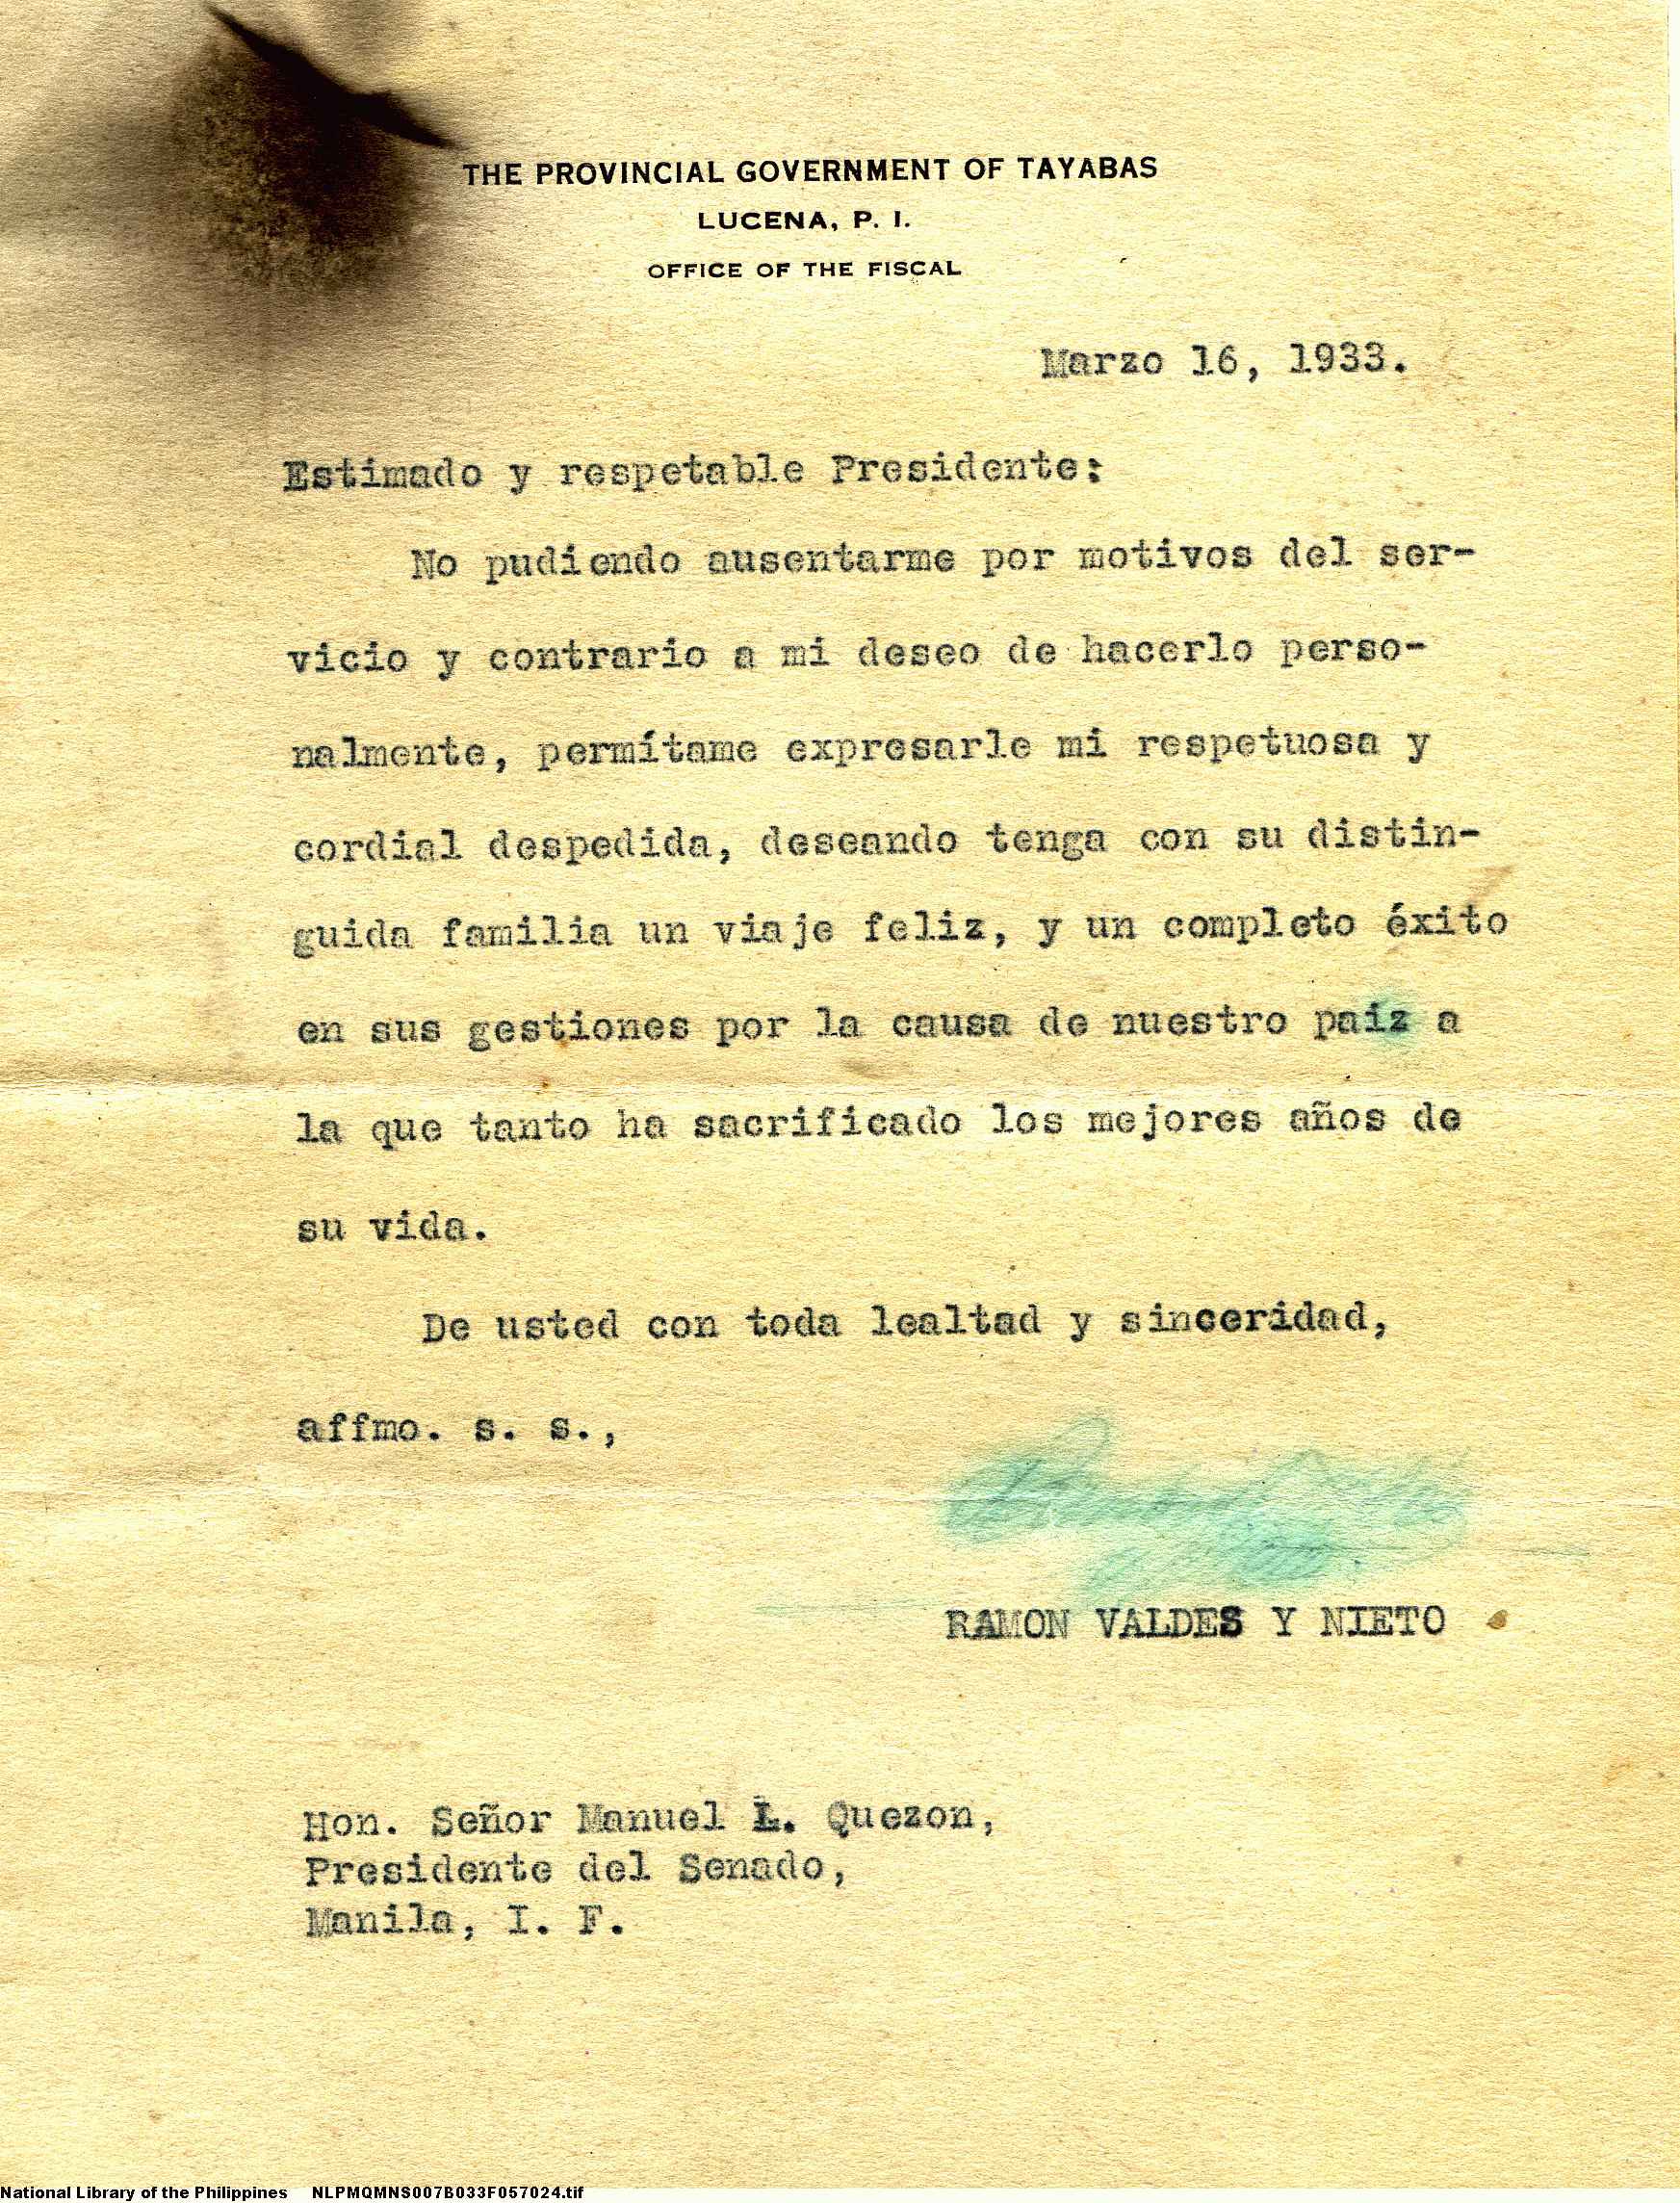 THE PROVINCIAL GOVERNMENT OF TAYABAS
LUCENA, P. I.
OFFICE OF THE FISCAL
Marzo 16, 1933.
Estimado y respetable Presidente:
No pudiendo ausentarme por motivos del ser-
vicio y contrario a mi deseo de hacerlo perso-
nalmente, permítame expresarle mi respetuosa y
cordial despedida, deseando tenga con su distin-
guida familia un viaje feliz, y un completo éxito
en sus gestiones por la causa de nuestro paiz a
la que tanto ha sacrificado los mejores años de
su vida.
De usted con toda lealtad y sinceridad,
affmo. s. s.,
RAMON VALDES Y NIETO
Hon. Señor Manuel L. Quezon,
Presidente del Senado,
Manila, I. F.
National Library of the Philippines NLPMQMNS007B033F057024.tif